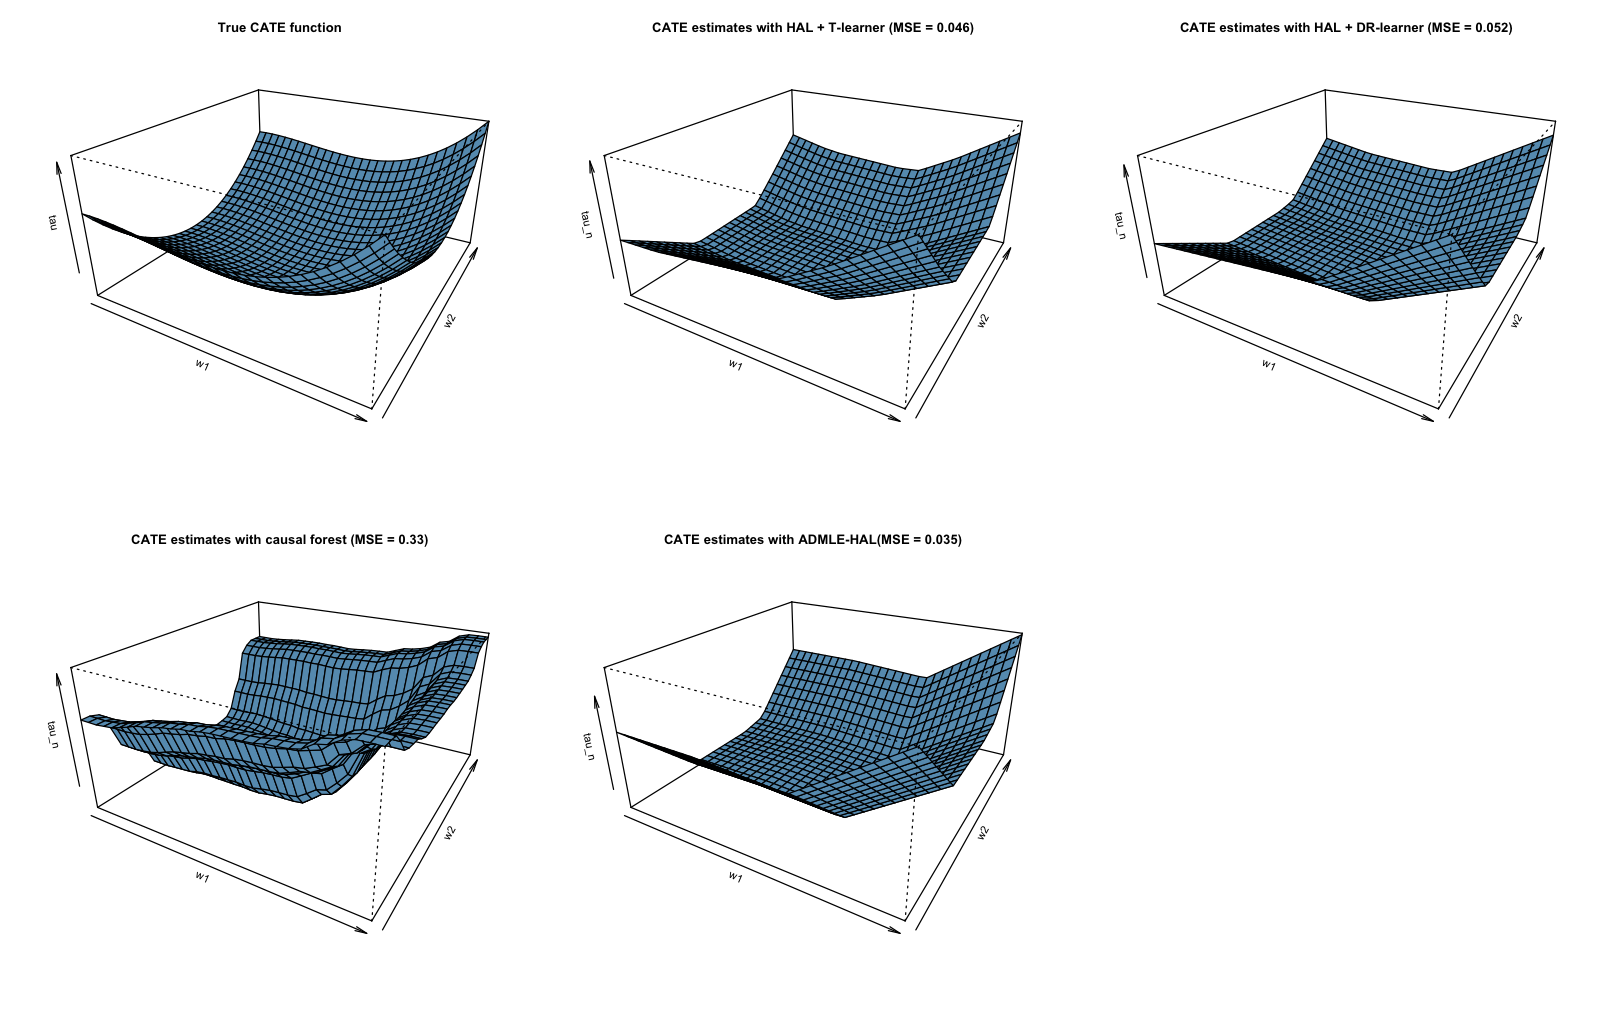 True CATE function
tau
w1
w2
CATE estimates with HAL + T-learner (MSE = 0.046)
tau_n
w1
w2
CATE estimates with HAL + DR-learner (MSE = 0.052)
tau_n
w1
w2
CATE estimates with causal forest (MSE = 0.33)
tau_n
w1
w2
CATE estimates with ADMLE-HAL(MSE = 0.035)
tau_n
w1
w2